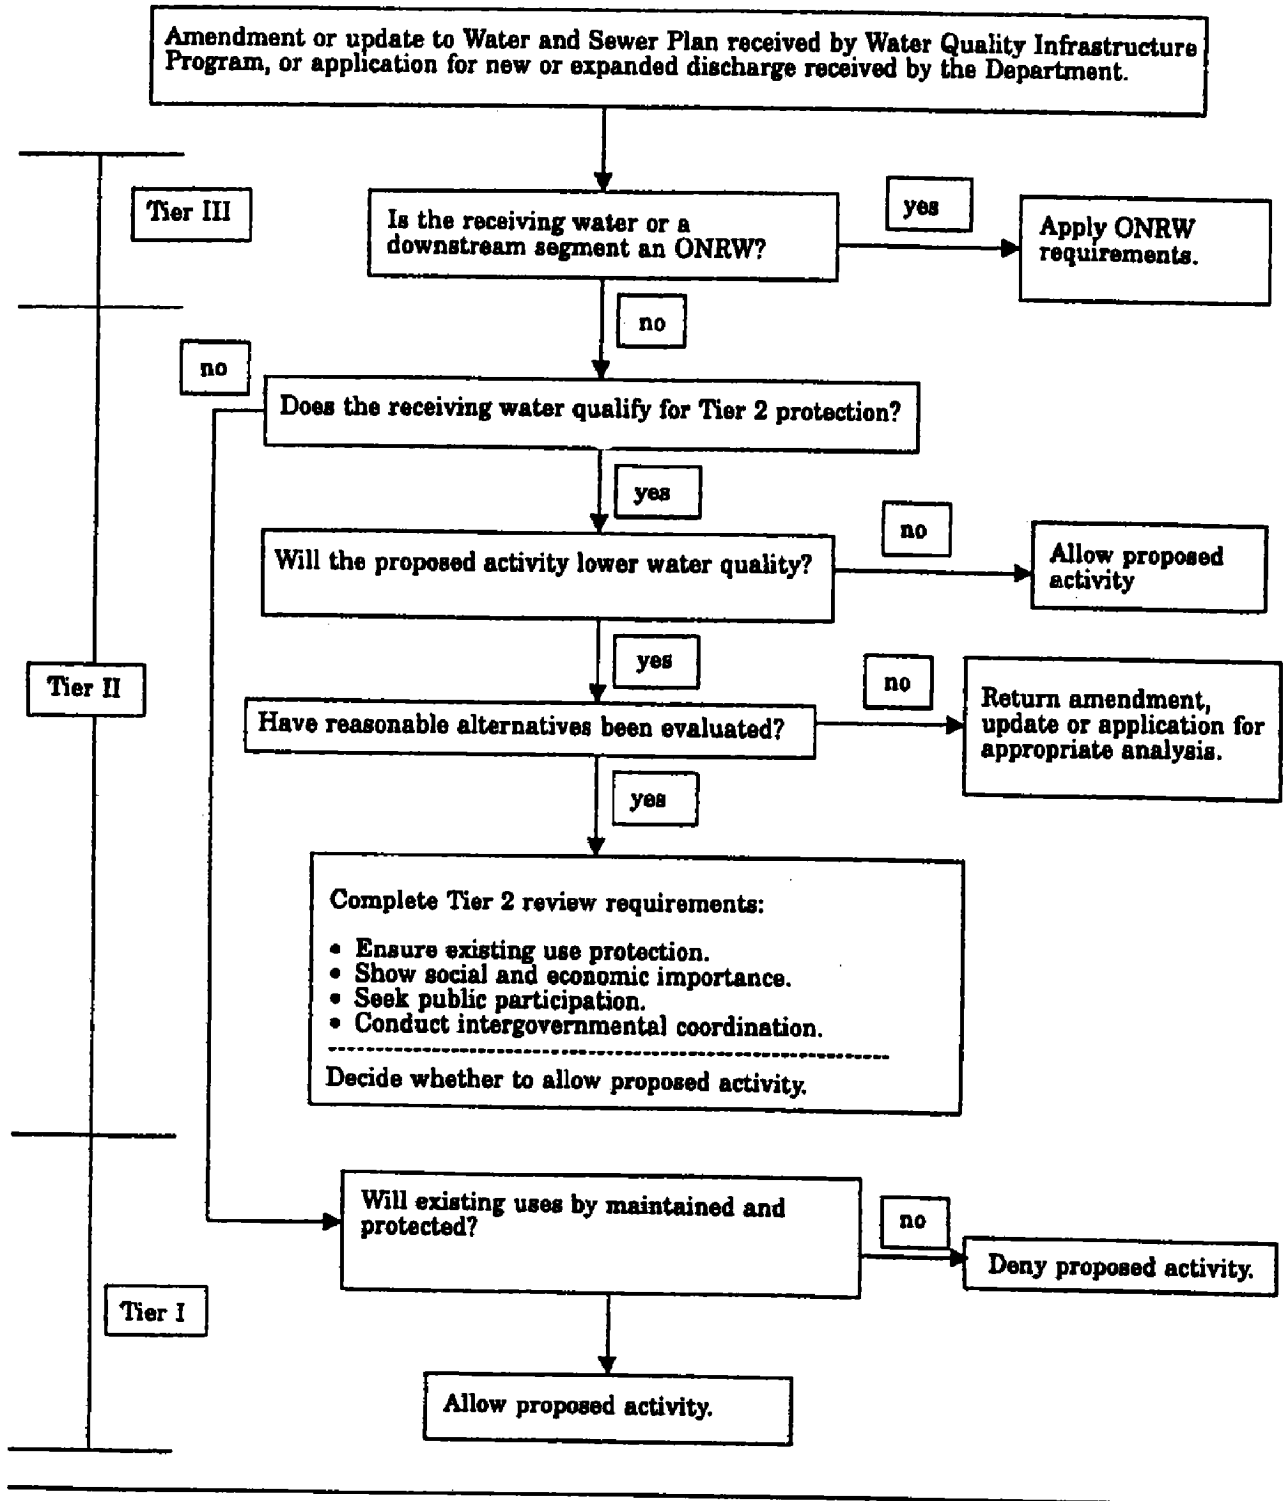 Amendment or update to Water and Sewer Plan received by Water Quality Infrastructure
Program, or application for new or expanded discharge received by the Department.
Tier III
Is the receiving water or a
downstream segment an ONRW?
yes
Apply ONRW
requirements.
no
no
Does the receiving water qualify for Tier 2 protection?
yes
Will the proposed activity lower water quality?
no
Allow proposed
activity
yes
Tier II
Have reasonable alternatives been evaluated?
no
Return amendment,
update or application for
appropriate analysis.
yes
Complete Tier 2 review requirements:
• Ensure existing use protection.
• Show social and economic importance.
• Seek public participation.
• Conduct intergovernmental coordination.
Decide whether to allow proposed activity.
Will existing uses by maintained and
protected?
no
Deny proposed activity.
Tier I
Allow proposed activity.